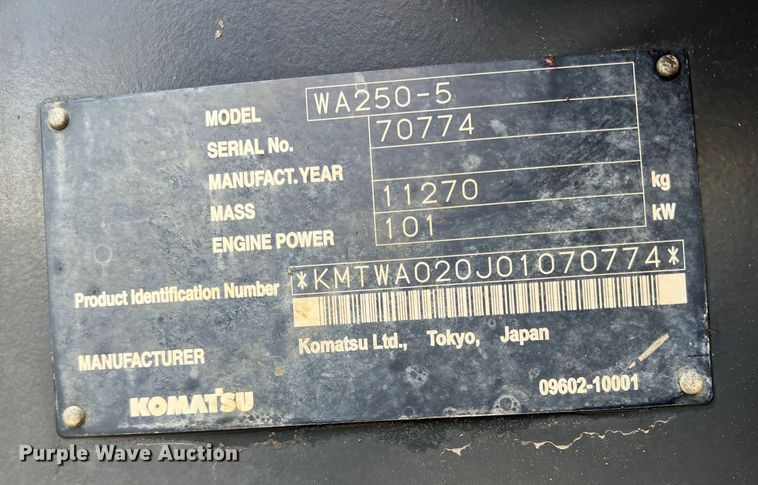 MODEL WA250-5
SERIAL No. 70774
MANUFACT. YEAR
MASS 11270 kg
ENGINE POWER 101 kW
Product Identification Number *KMTWA020J01070774*
MANUFACTURER Komatsu Ltd., Tokyo, Japan
KOMATSU 09602-10001
Purple Wave Auction